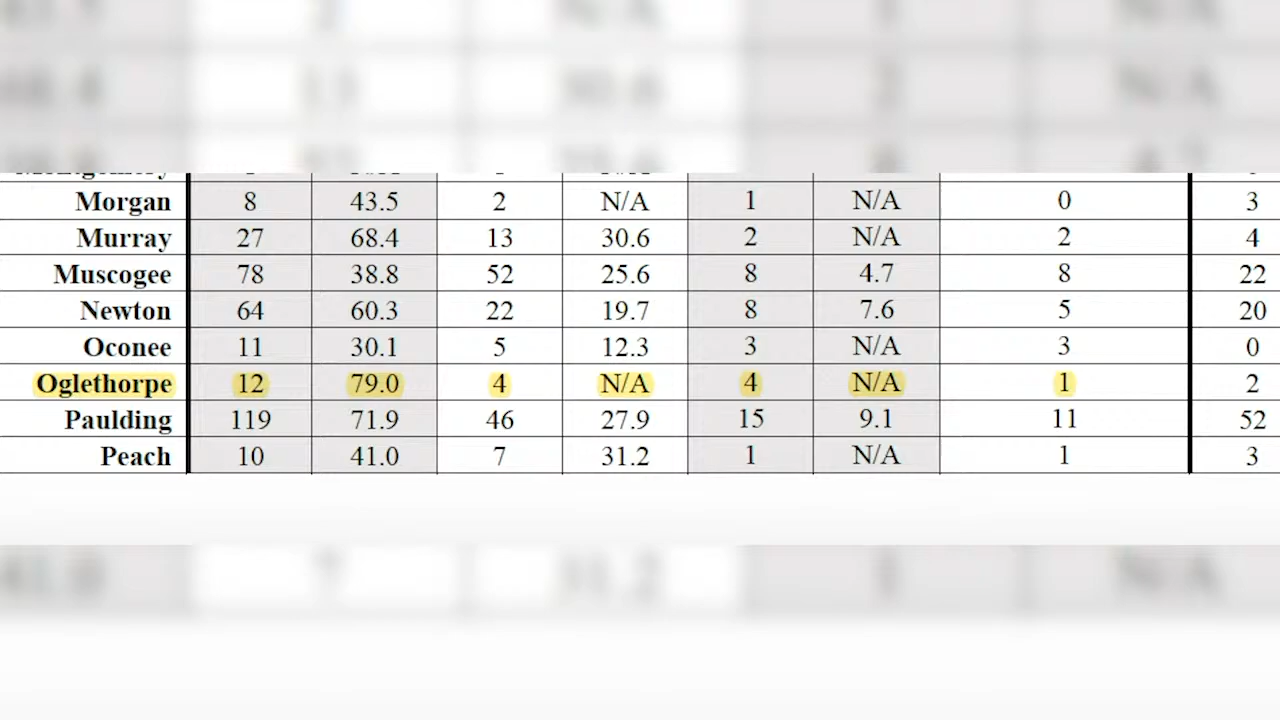 Morgan 8 43.5 2 N/A 1 N/A 0 3
Murray 27 68.4 13 30.6 2 N/A 2 4
Muscogee 78 38.8 52 25.6 8 4.7 8 22
Newton 64 60.3 22 19.7 8 7.6 5 20
Oconee 11 30.1 5 12.3 3 N/A 3 0
Oglethorpe 12 79.0 4 N/A 4 N/A 1 2
Paulding 119 71.9 46 27.9 15 9.1 11 52
Peach 10 41.0 7 31.2 1 N/A 1 3